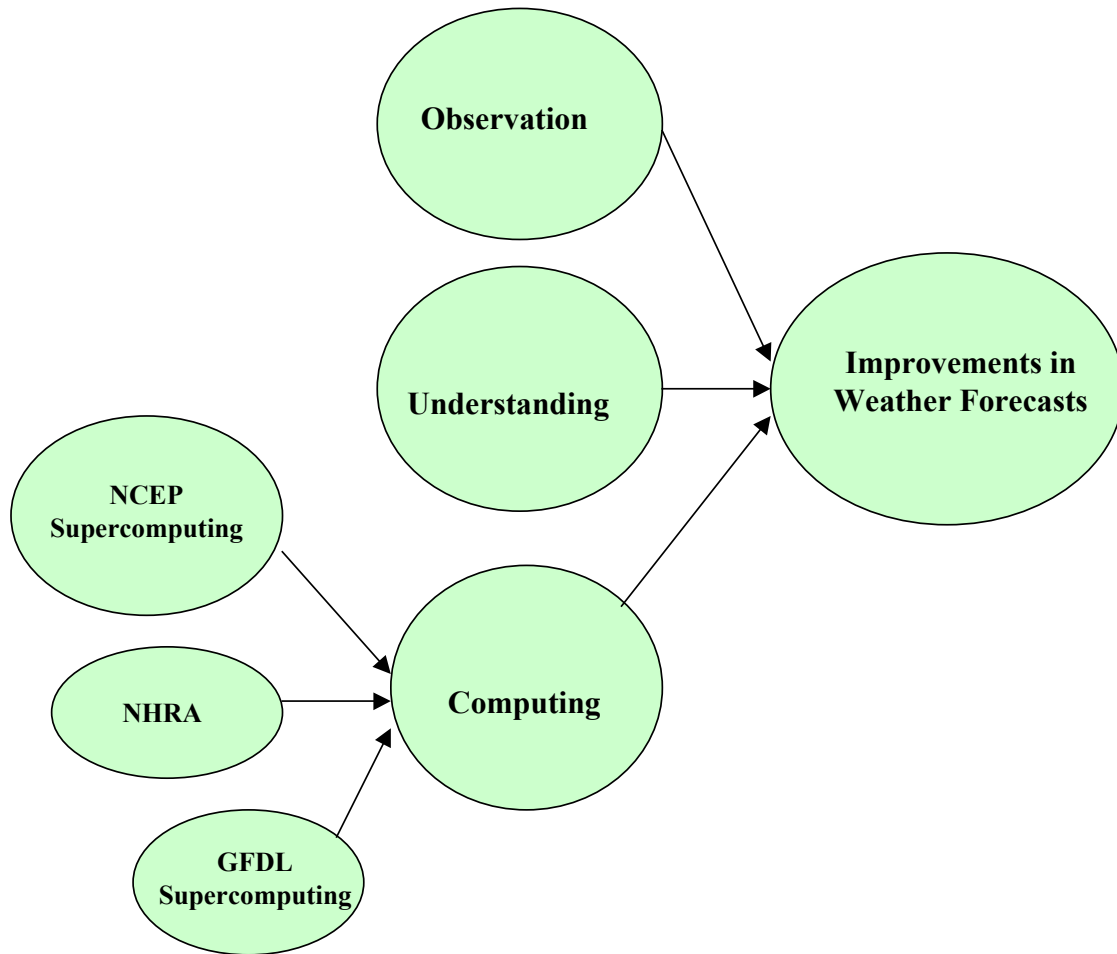 Observation
Understanding
Improvements in
Weather Forecasts
NCEP
Supercomputing
NHRA
Computing
GFDL
Supercomputing